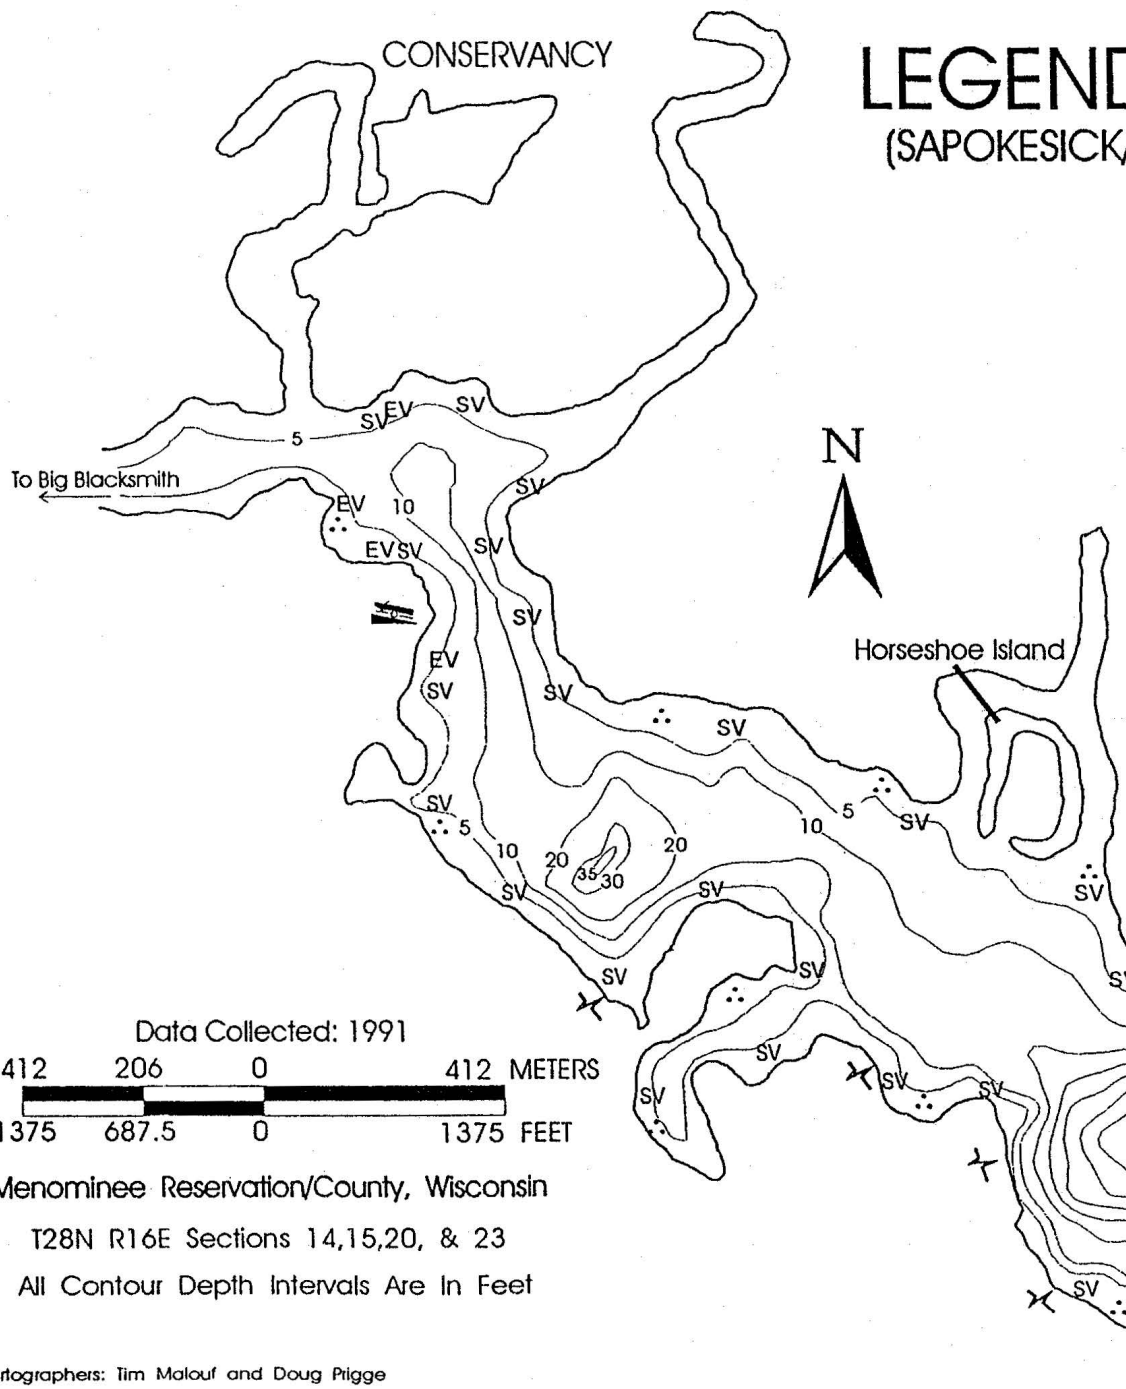 CONSERVANCY
LEGEND
(SAPOKESICK/
SV EV SV
5
To Big Blacksmith
SV
EV
10
N
EV SV
SV
SV
Horseshoe Island
EV
SV
SV
SV
SV
5
10
20
35
30
20
5
10
SV
SV
SV
SV
SV
SV
SV
Data Collected: 1991
412 206 0 412 METERS
1375 687.5 0 1375 FEET
SV
SV
SV
SV
Menominee Reservation/County, Wisconsin
T28N R16E Sections 14,15,20, & 23
All Contour Depth Intervals Are In Feet
SV
rtographers: Tim Malouf and Doug Prigge